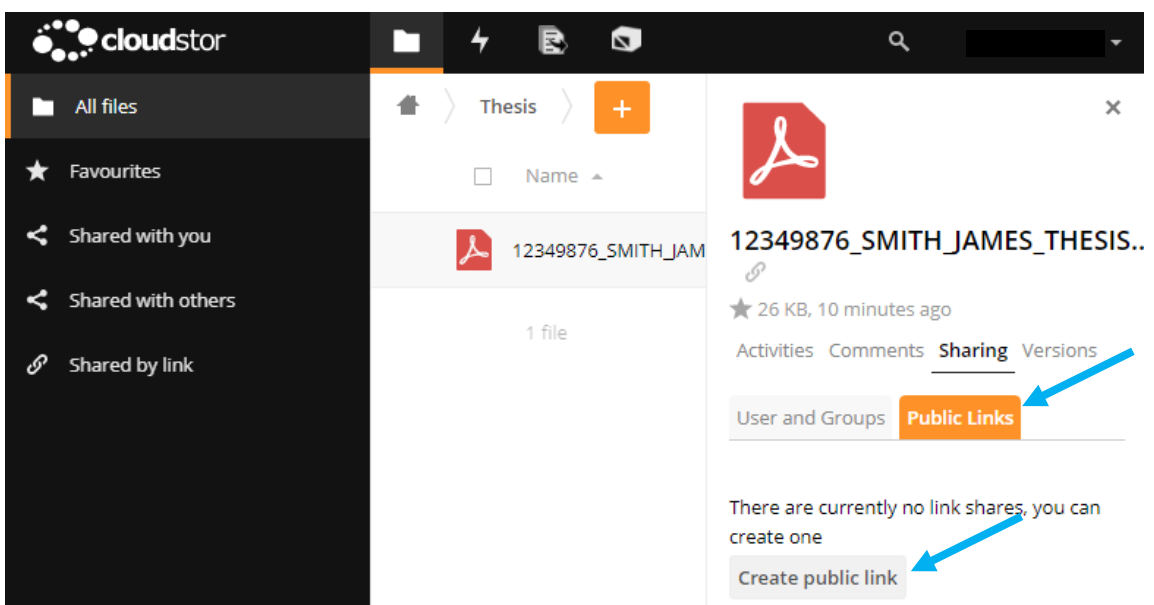 cloudstor
All files
Favourites
Shared with you
Shared with others
Shared by link
Thesis
+
Name
12349876_SMITH_JAM
1 file
12349876_SMITH_JAMES_THESIS..
26 KB, 10 minutes ago
Activities Comments Sharing Versions
User and Groups Public Links
There are currently no link shares, you can
create one
Create public link